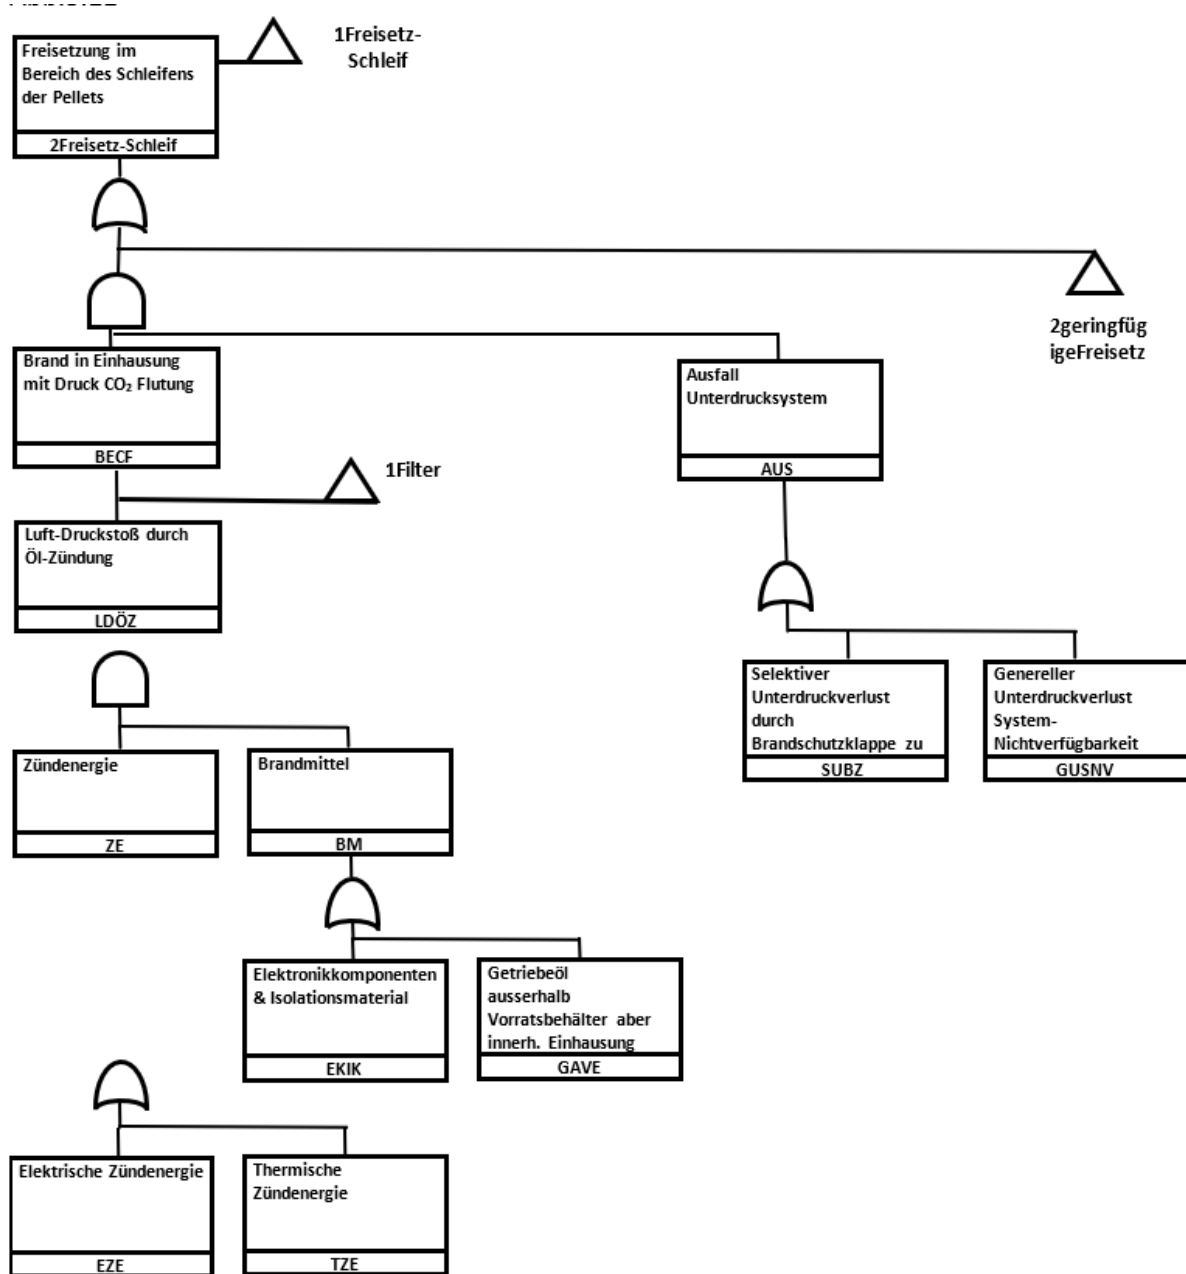 1Freisetz-
Schleif
Freisetzung im
Bereich des Schleifens
der Pellets
2Freisetz-Schleif
2geringfüg
igeFreisetz
Brand in Einhausung
mit Druck CO₂ Flutung
BECF
Ausfall
Unterdrucksystem
AUS
1Filter
Luft-Druckstoß durch
Öl-Zündung
LDÖZ
Selektiver
Unterdruckverlust
durch
Brandschutzklappe zu
SUBZ
Genereller
Unterdruckverlust
System-
Nichtverfügbarkeit
GUSNV
Zündenergie
ZE
Brandmittel
BM
Elektronikkomponenten
& Isolationsmaterial
EKIK
Getriebeöl
ausserhalb
Vorratsbehälter aber
innerh. Einhausung
GAVE
Elektrische Zündenergie
EZE
Thermische
Zündenergie
TZE